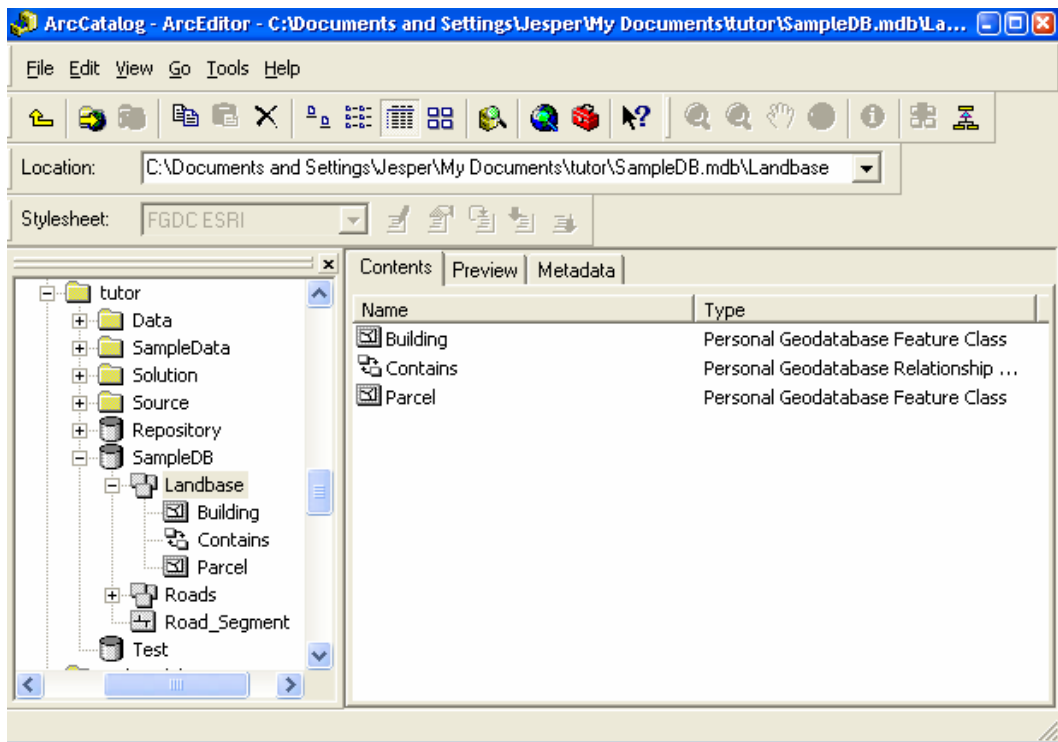 ArcCatalog - ArcEditor - C:\Documents and Settings\Jesper\My Documents\tutor\SampleDB.mdb\La...
File Edit View Go Tools Help
Location: C:\Documents and Settings\Jesper\My Documents\tutor\SampleDB.mdb\Landbase
Stylesheet: FGDC ESRI
Contents Preview Metadata
Name Type
Building Personal Geodatabase Feature Class
Contains Personal Geodatabase Relationship ...
Parcel Personal Geodatabase Feature Class
tutor
Data
SampleData
Solution
Source
Repository
SampleDB
Landbase
Building
Contains
Parcel
Roads
Road_Segment
Test